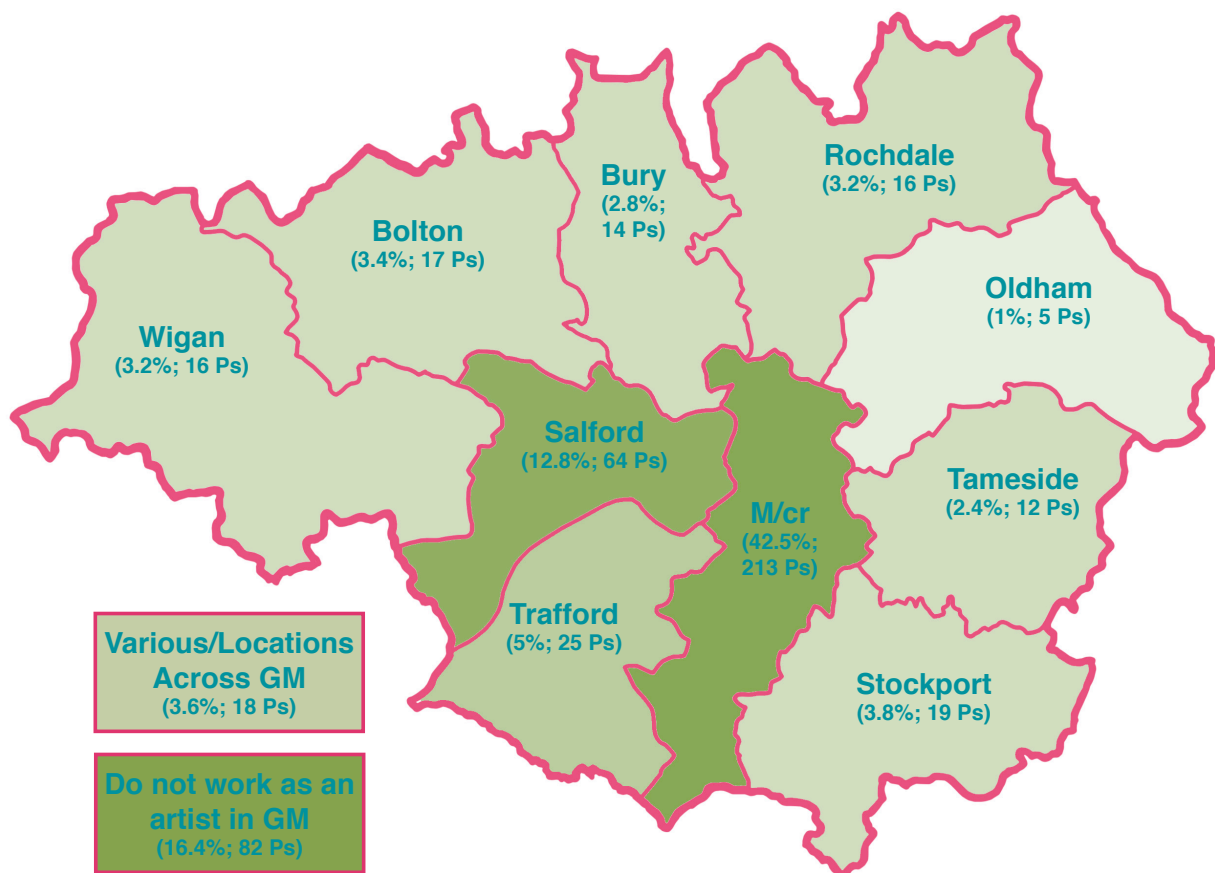 Rochdale
(3.2%; 16 Ps)
Bury
(2.8%;
14 Ps)
Bolton
(3.4%; 17 Ps)
Oldham
(1%; 5 Ps)
Wigan
(3.2%; 16 Ps)
Salford
(12.8%; 64 Ps)
Tameside
(2.4%; 12 Ps)
M/cr
(42.5%;
213 Ps)
Trafford
(5%; 25 Ps)
Stockport
(3.8%; 19 Ps)
Various/Locations
Across GM
(3.6%; 18 Ps)
Do not work as an
artist in GM
(16.4%; 82 Ps)